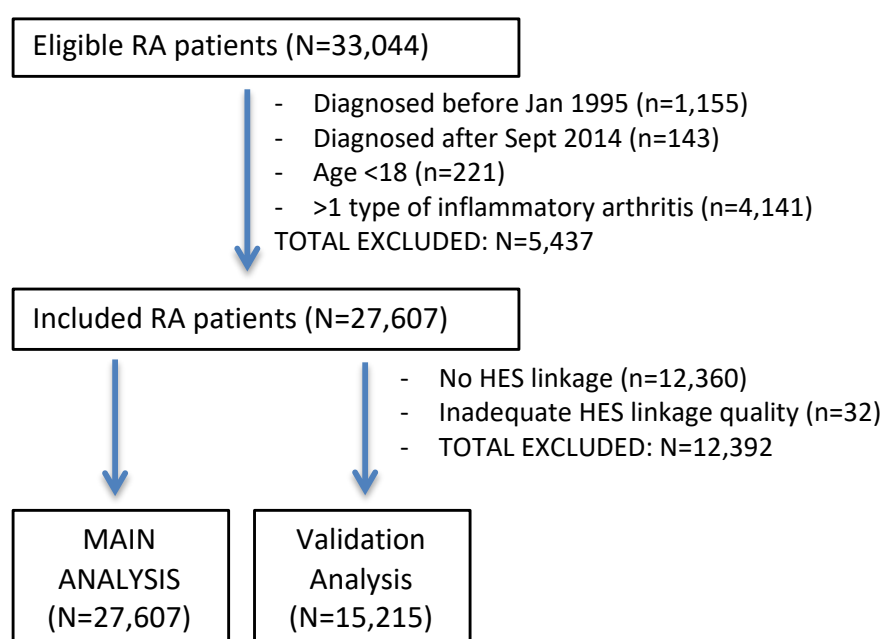 Eligible RA patients (N=33,044)
- Diagnosed before Jan 1995 (n=1,155)
- Diagnosed after Sept 2014 (n=143)
- Age <18 (n=221)
- >1 type of inflammatory arthritis (n=4,141)
TOTAL EXCLUDED: N=5,437
Included RA patients (N=27,607)
- No HES linkage (n=12,360)
- Inadequate HES linkage quality (n=32)
- TOTAL EXCLUDED: N=12,392
MAIN
ANALYSIS
(N=27,607)
Validation
Analysis
(N=15,215)